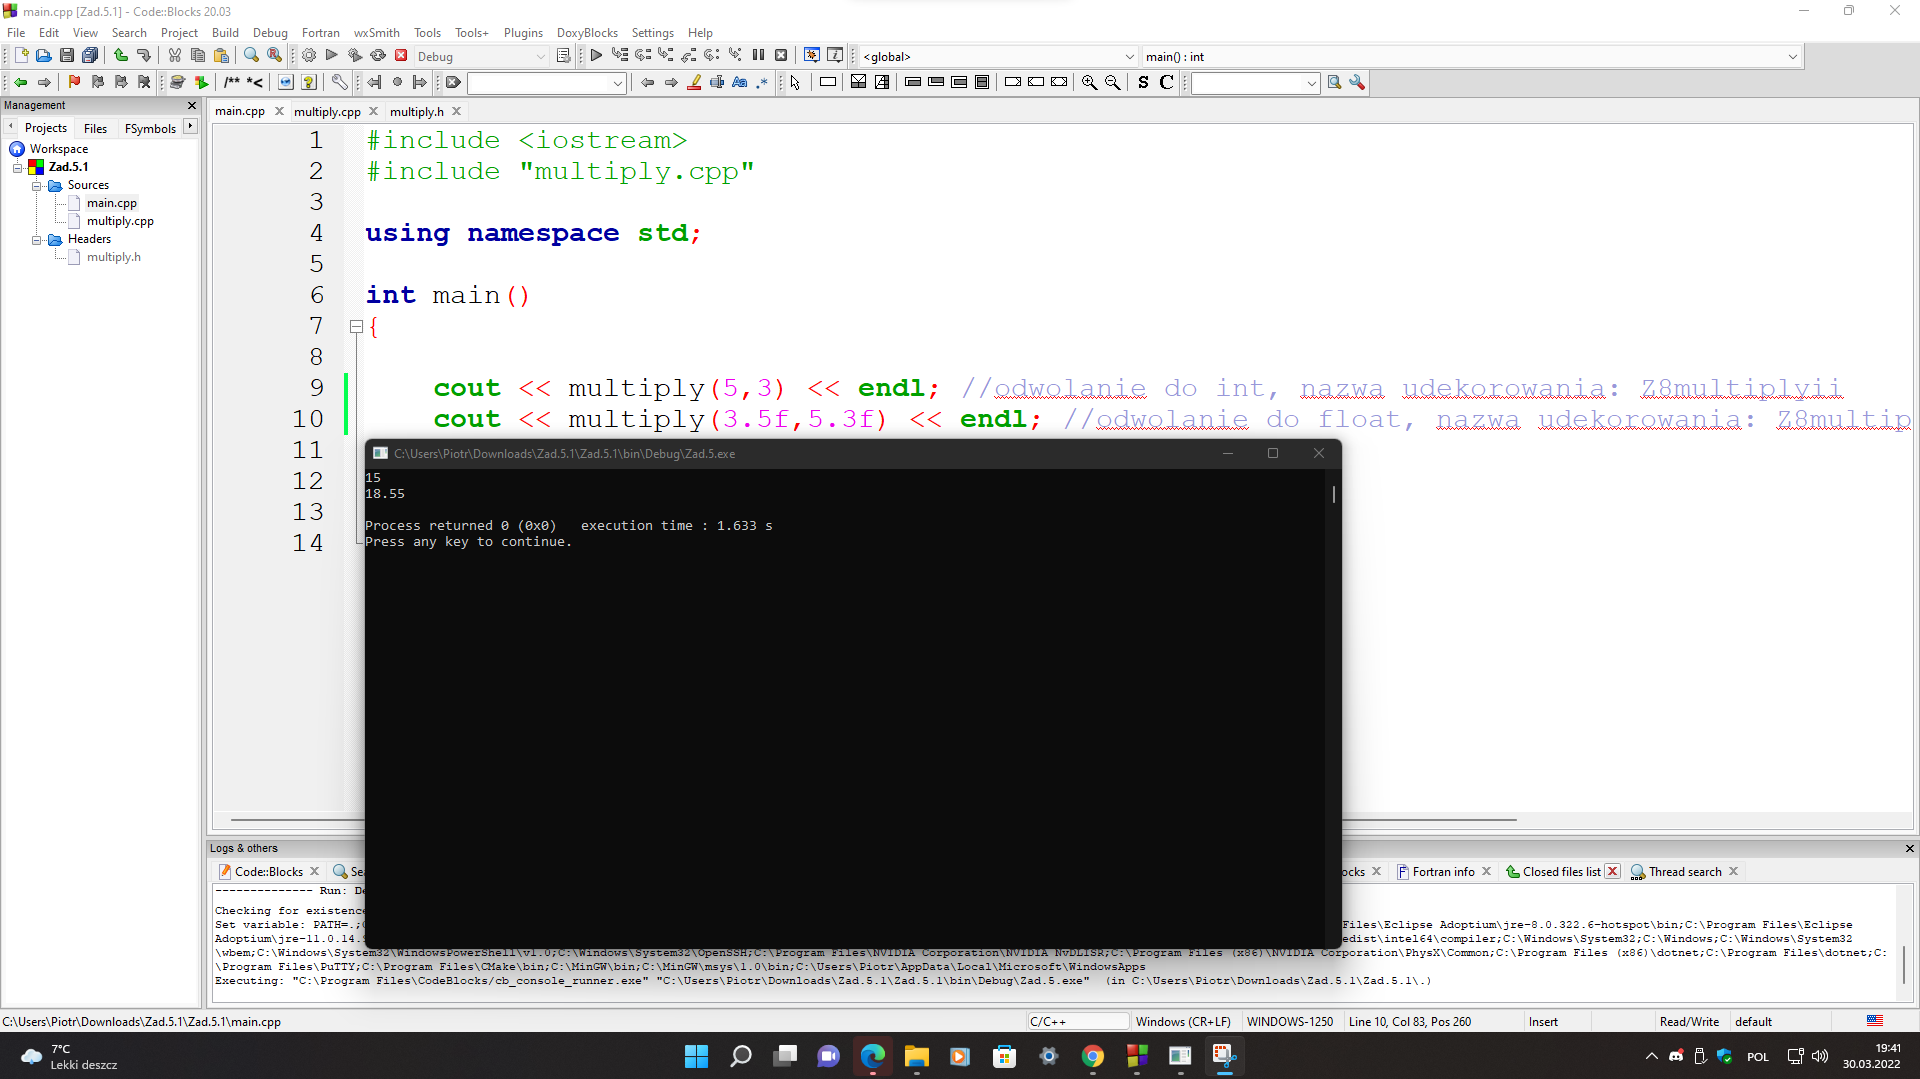 main.cpp [Zad.5.1] - Code::Blocks 20.03
File Edit View Search Project Build Debug Fortran wxSmith Tools Tools+ Plugins DoxyBlocks Settings Help
Debug <global> main() : int
/** *< Aa .* S C
Management
Projects Files FSymbols
Workspace
Zad.5.1
Sources
main.cpp
multiply.cpp
Headers
multiply.h
main.cpp multiply.cpp multiply.h
1 #include <iostream>
2 #include "multiply.cpp"
3
4 using namespace std;
5
6 int main()
7 {
8
9 cout << multiply(5,3) << endl; //odwolanie do int, nazwa udekorowania: Z8multiplyii
10 cout << multiply(3.5f,5.3f) << endl; //odwolanie do float, nazwa udekorowania: Z8multip
11
12
13
14
C:\Users\Piotr\Downloads\Zad.5.1\Zad.5.1\bin\Debug\Zad.5.exe
15
18.55
Process returned 0 (0x0) execution time : 1.633 s
Press any key to continue.
Logs & others
Code::Blocks Sea ocks Fortran info Closed files list Thread search
-------------- Run: De
Checking for existence
Set variable: PATH=.; Files\Eclipse Adoptium\jre-8.0.322.6-hotspot\bin;C:\Program Files\Eclipse
Adoptium\jre-11.0.14. edist\intel64\compiler;C:\Windows\System32;C:\Windows;C:\Windows\System32
\wbem;C:\Windows\System32\WindowsPowerShell\v1.0;C:\Windows\System32\OpenSSH;C:\Program Files\NVIDIA Corporation\NVIDIA NvDLISR;C:\Program Files (x86)\NVIDIA Corporation\PhysX\Common;C:\Program Files (x86)\dotnet;C:\Program Files\dotnet;C:
\Program Files\PuTTY;C:\Program Files\CMake\bin;C:\MinGW\bin;C:\MinGW\msys\1.0\bin;C:\Users\Piotr\AppData\Local\Microsoft\WindowsApps
Executing: "C:\Program Files\CodeBlocks/cb_console_runner.exe" "C:\Users\Piotr\Downloads\Zad.5.1\Zad.5.1\bin\Debug\Zad.5.exe" (in C:\Users\Piotr\Downloads\Zad.5.1\Zad.5.1\.)
C:\Users\Piotr\Downloads\Zad.5.1\Zad.5.1\main.cpp C/C++ Windows (CR+LF) WINDOWS-1250 Line 10, Col 83, Pos 260 Insert Read/Write default
7°C
Lekki deszcz
POL
19:41
30.03.2022